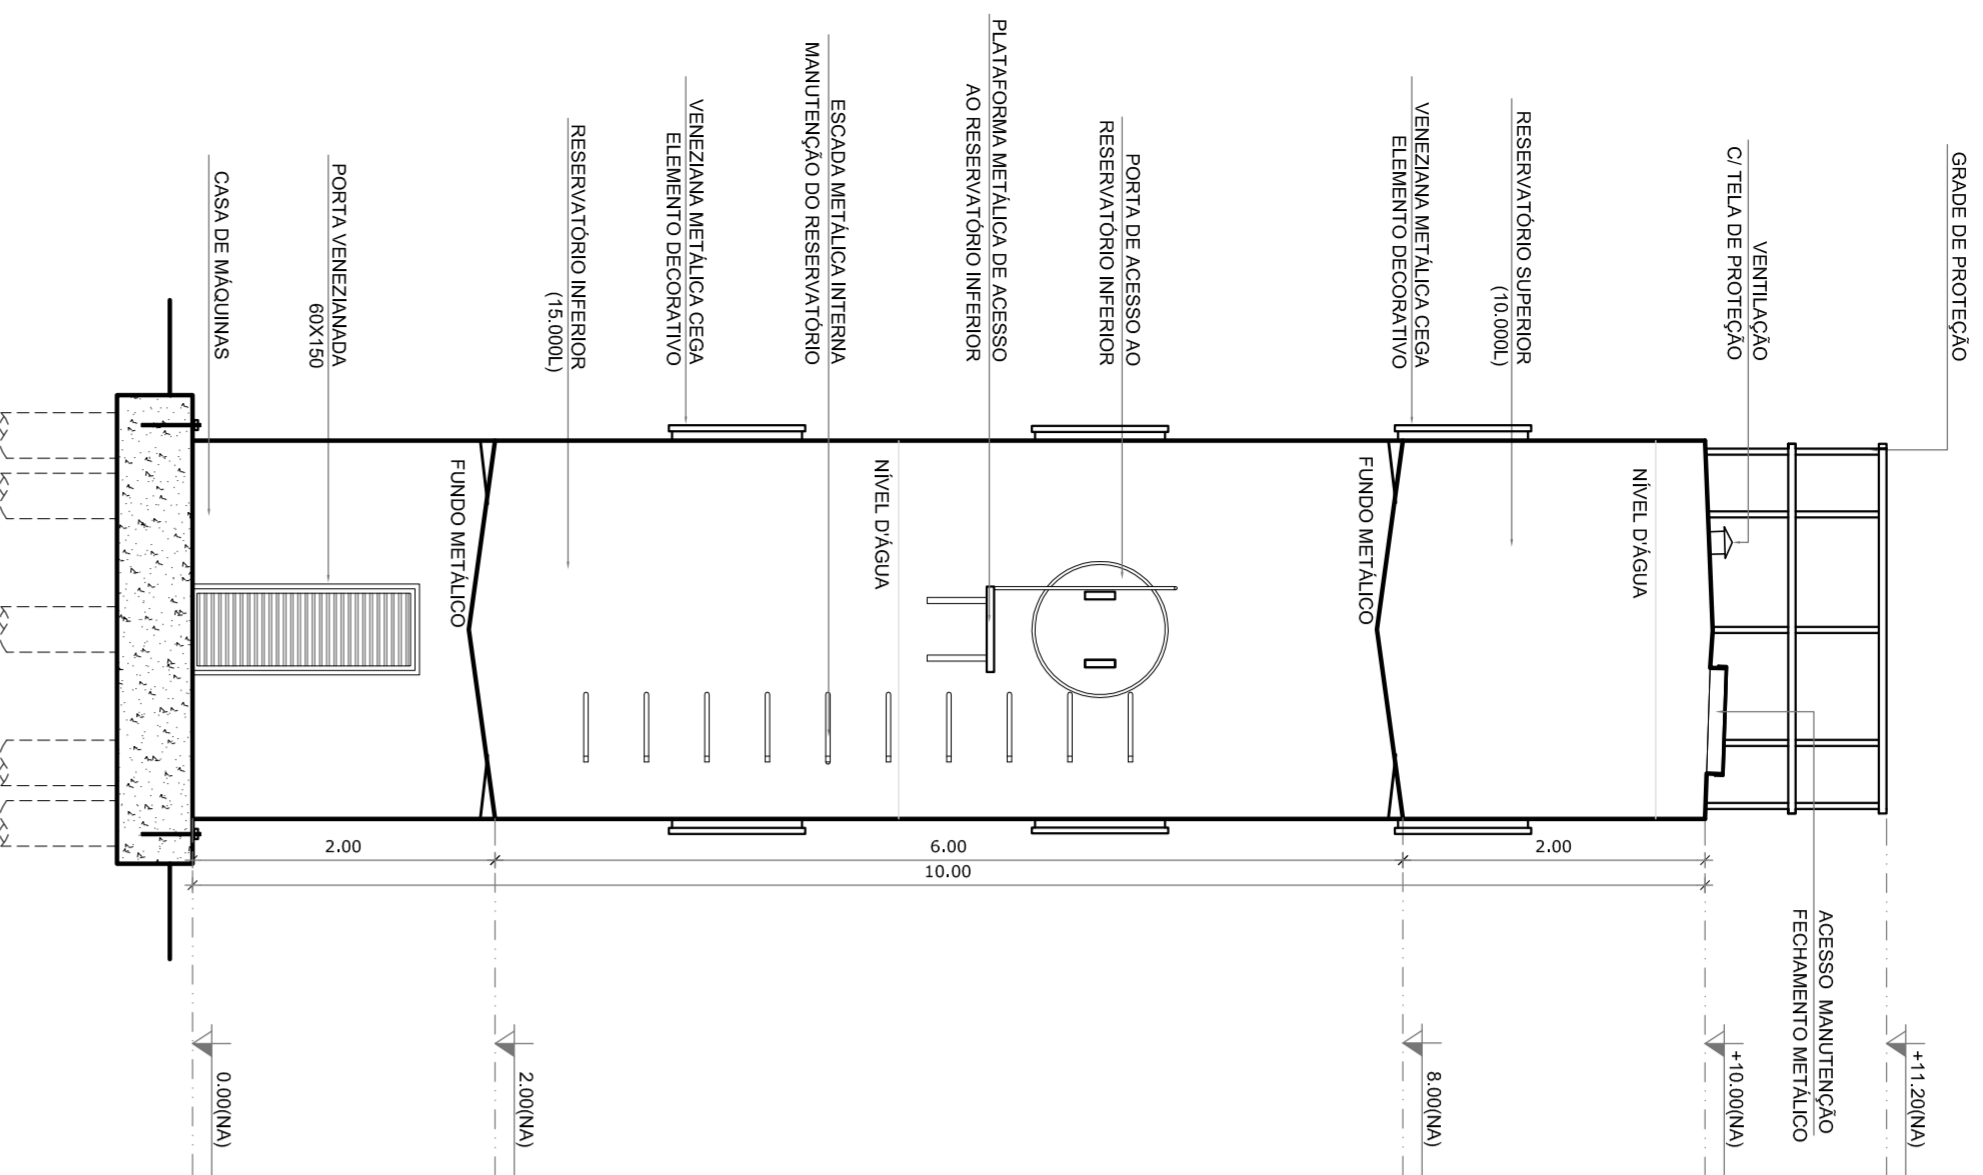 GRADE DE PROTEÇÃO
VENTILAÇÃO
C/ TELA DE PROTEÇÃO
RESERVATÓRIO SUPERIOR
(10.000L)
VENEZIANA METÁLICA CEGA
ELEMENTO DECORATIVO
PORTA DE ACESSO AO
RESERVATÓRIO INFERIOR
PLATAFORMA METÁLICA DE ACESSO
AO RESERVATÓRIO INFERIOR
ESCADA METÁLICA INTERNA
MANUTENÇÃO DO RESERVATÓRIO
VENEZIANA METÁLICA CEGA
ELEMENTO DECORATIVO
RESERVATÓRIO INFERIOR
(15.000L)
PORTA VENEZIANADA
60X150
CASA DE MÁQUINAS
NÍVEL D'ÁGUA
FUNDO METÁLICO
NÍVEL D'ÁGUA
FUNDO METÁLICO
2.00
6.00
2.00
10.00
ACESSO MANUTENÇÃO
FECHAMENTO METÁLICO
+11.20(NA)
+10.00(NA)
8.00(NA)
2.00(NA)
0.00(NA)